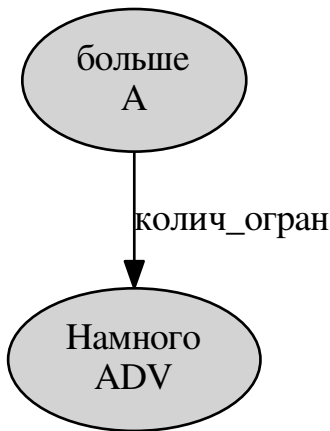 больше
A
колич_огран
Намного
ADV